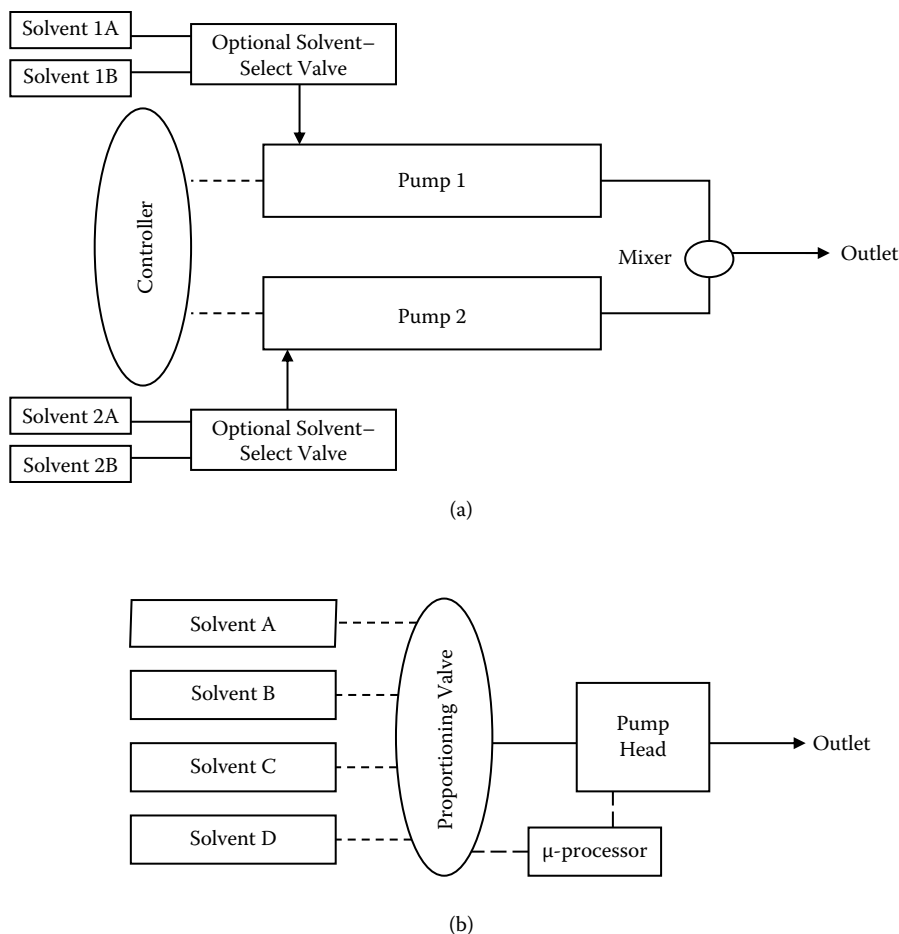 Solvent 1A
Solvent 1B
Optional Solvent–
Select Valve
Controller
Pump 1
Mixer
Outlet
Pump 2
Solvent 2A
Solvent 2B
Optional Solvent–
Select Valve
(a)
Solvent A
Solvent B
Solvent C
Solvent D
Proportioning Valve
Pump
Head
Outlet
μ-processor
(b)